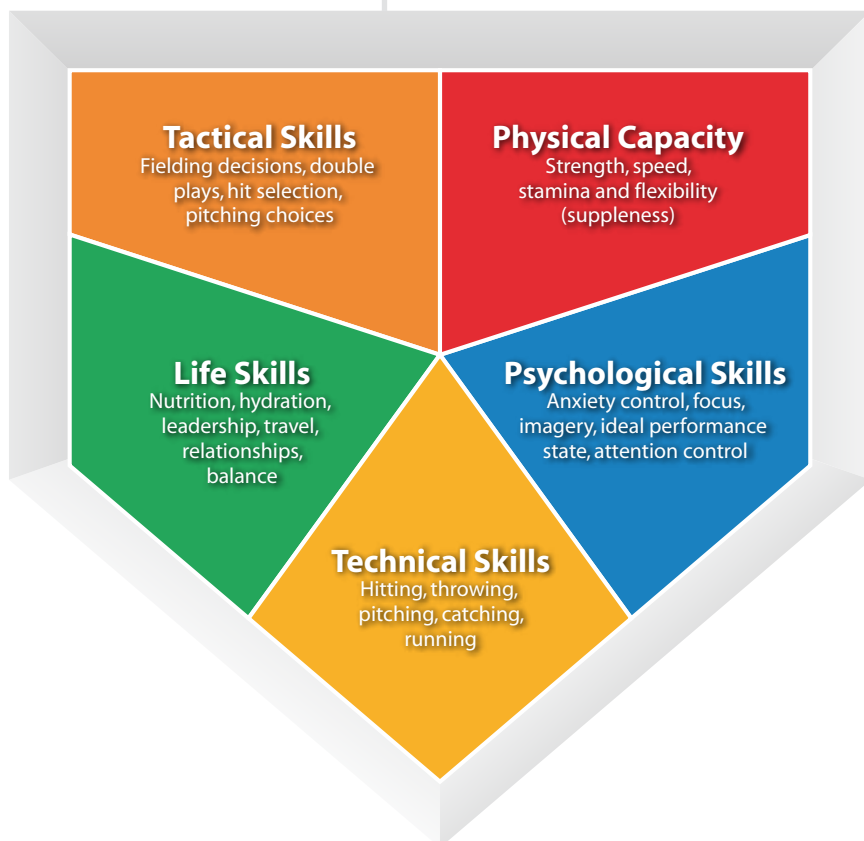 Tactical Skills
Fielding decisions, double
plays, hit selection,
pitching choices
Physical Capacity
Strength, speed,
stamina and flexibility
(suppleness)
Life Skills
Nutrition, hydration,
leadership, travel,
relationships,
balance
Psychological Skills
Anxiety control, focus,
imagery, ideal performance
state, attention control
Technical Skills
Hitting, throwing,
pitching, catching,
running